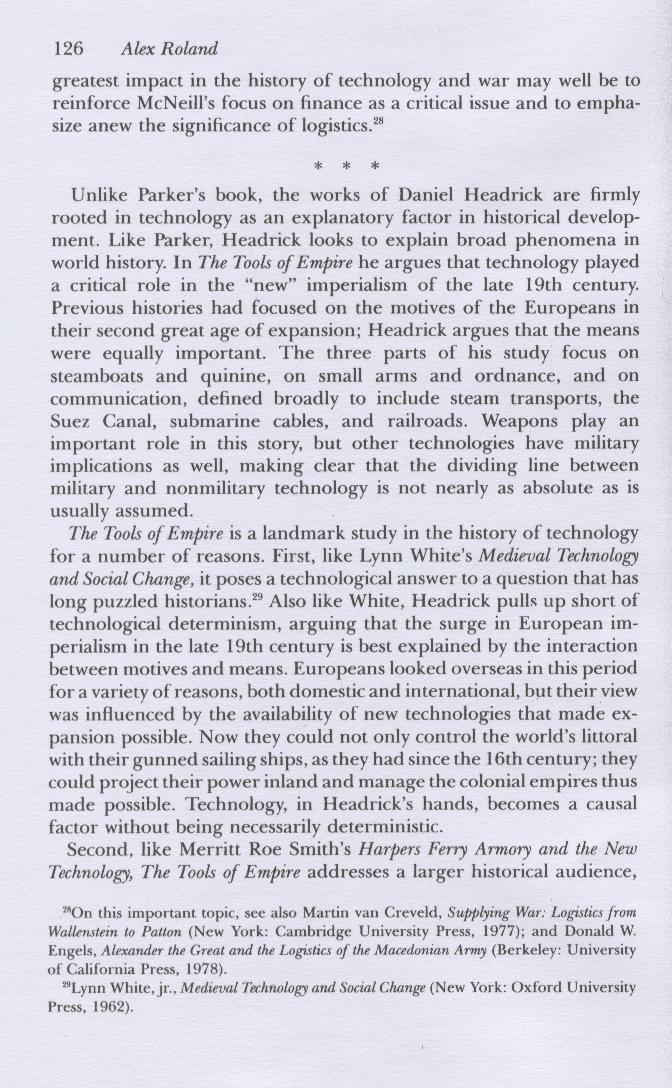 126 Alex Roland
greatest impact in the history of technology and war may well be to
reinforce McNeill's focus on finance as a critical issue and to empha-
size anew the significance of logistics.²⁸
* * *
Unlike Parker's book, the works of Daniel Headrick are firmly
rooted in technology as an explanatory factor in historical develop-
ment. Like Parker, Headrick looks to explain broad phenomena in
world history. In The Tools of Empire he argues that technology played
a critical role in the “new” imperialism of the late 19th century.
Previous histories had focused on the motives of the Europeans in
their second great age of expansion; Headrick argues that the means
were equally important. The three parts of his study focus on
steamboats and quinine, on small arms and ordnance, and on
communication, defined broadly to include steam transports, the
Suez Canal, submarine cables, and railroads. Weapons play an
important role in this story, but other technologies have military
implications as well, making clear that the dividing line between
military and nonmilitary technology is not nearly as absolute as is
usually assumed.
The Tools of Empire is a landmark study in the history of technology
for a number of reasons. First, like Lynn White's Medieval Technology
and Social Change, it poses a technological answer to a question that has
long puzzled historians.²⁹ Also like White, Headrick pulls up short of
technological determinism, arguing that the surge in European im-
perialism in the late 19th century is best explained by the interaction
between motives and means. Europeans looked overseas in this period
for a variety of reasons, both domestic and international, but their view
was influenced by the availability of new technologies that made ex-
pansion possible. Now they could not only control the world's littoral
with their gunned sailing ships, as they had since the 16th century; they
could project their power inland and manage the colonial empires thus
made possible. Technology, in Headrick's hands, becomes a causal
factor without being necessarily deterministic.
Second, like Merritt Roe Smith's Harpers Ferry Armory and the New
Technology, The Tools of Empire addresses a larger historical audience,
²⁸On this important topic, see also Martin van Creveld, Supplying War: Logistics from
Wallenstein to Patton (New York: Cambridge University Press, 1977); and Donald W.
Engels, Alexander the Great and the Logistics of the Macedonian Army (Berkeley: University
of California Press, 1978).
²⁹Lynn White, jr., Medieval Technology and Social Change (New York: Oxford University
Press, 1962).